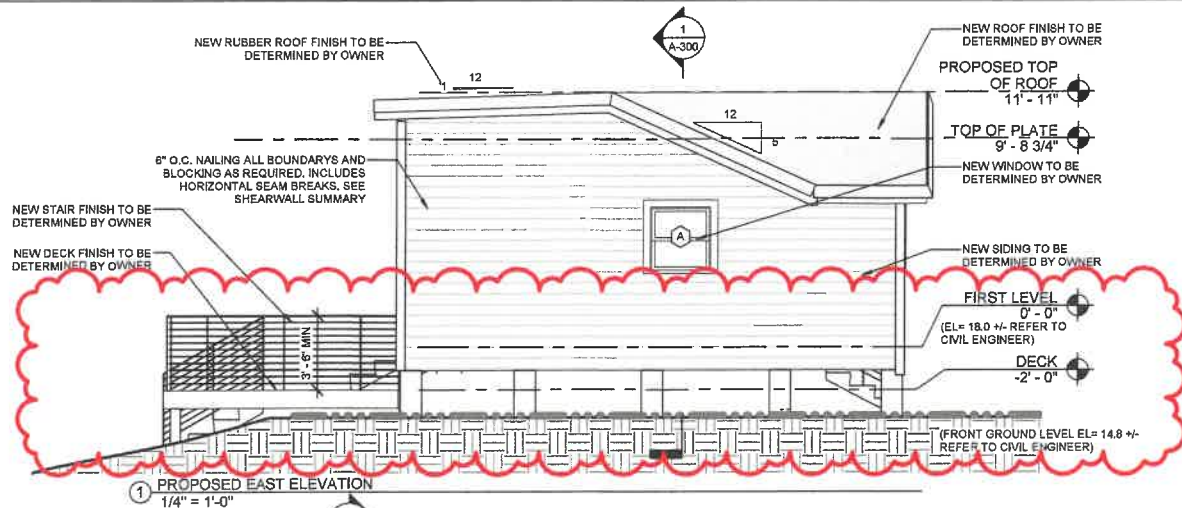 NEW RUBBER ROOF FINISH TO BE
DETERMINED BY OWNER
1
A-300
NEW ROOF FINISH TO BE
DETERMINED BY OWNER
12
1
PROPOSED TOP
OF ROOF
11' - 11"
12
5
TOP OF PLATE
9' - 8 3/4"
6" O.C. NAILING ALL BOUNDARYS AND
BLOCKING AS REQUIRED. INCLUDES
HORIZONTAL SEAM BREAKS. SEE
SHEARWALL SUMMARY
NEW WINDOW TO BE
DETERMINED BY OWNER
NEW STAIR FINISH TO BE
DETERMINED BY OWNER
A
NEW DECK FINISH TO BE
DETERMINED BY OWNER
NEW SIDING TO BE
DETERMINED BY OWNER
FIRST LEVEL
0' - 0"
(EL= 18.0 +/- REFER TO
CIVIL ENGINEER)
3' - 6" MIN
DECK
-2' - 0"
(FRONT GROUND LEVEL EL= 14.8 +/-
REFER TO CIVIL ENGINEER)
1
PROPOSED EAST ELEVATION
1/4" = 1'-0"